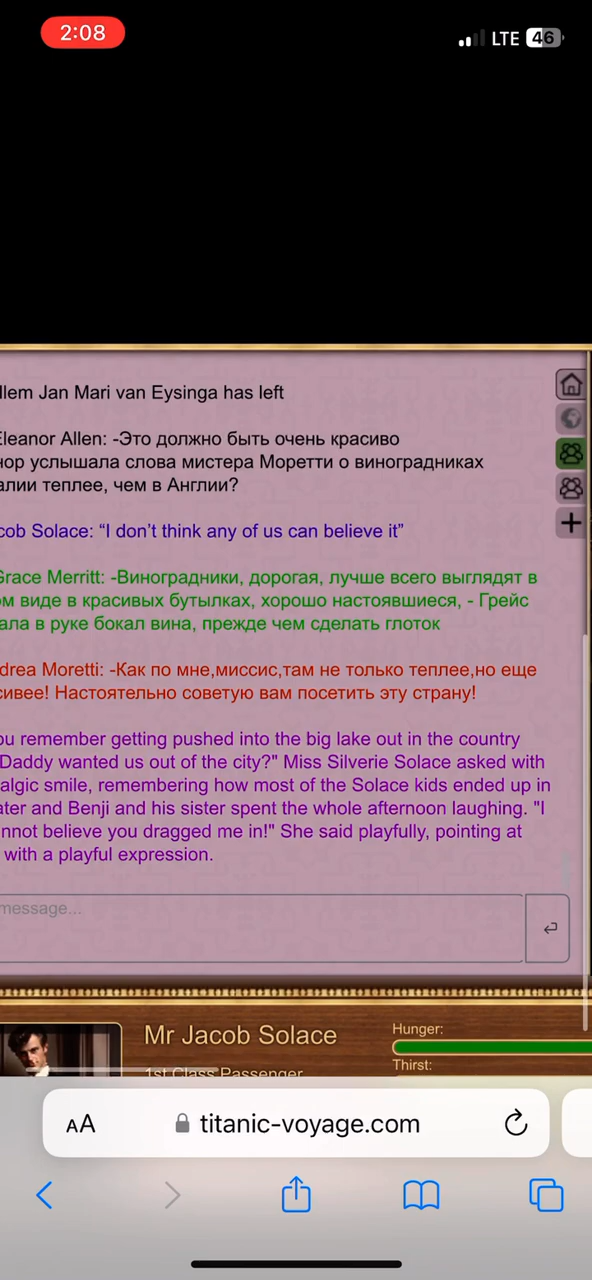 2:08
LTE 46
llem Jan Mari van Eysinga has left
Eleanor Allen: -Это должно быть очень красиво
нор услышала слова мистера Моретти о виноградниках
алии теплее, чем в Англии?
cob Solace: “I don’t think any of us can believe it”
Grace Merritt: -Виноградники, дорогая, лучше всего выглядят в
ом виде в красивых бутылках, хорошо настоявшиеся, - Грейс
ала в руке бокал вина, прежде чем сделать глоток
drea Moretti: -Как по мне,миссис,там не только теплее,но еще
сивее! Настоятельно советую вам посетить эту страну!
ou remember getting pushed into the big lake out in the country
Daddy wanted us out of the city?" Miss Silverie Solace asked with
algic smile, remembering how most of the Solace kids ended up in
ater and Benji and his sister spent the whole afternoon laughing. "I
nnot believe you dragged me in!" She said playfully, pointing at
with a playful expression.
message...
Mr Jacob Solace
Hunger:
1st Class Passenger
Thirst:
AA titanic-voyage.com